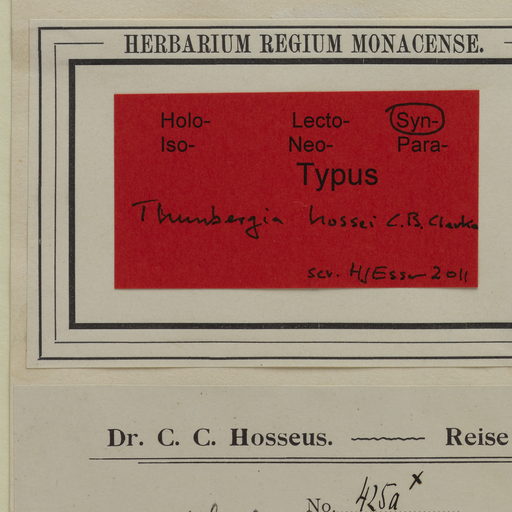 HERBARIUM REGIUM MONACENSE.
Holo- Lecto- Syn-
Iso- Neo- Para-
Typus
Thunbergia hossei C.B. Clarke
scr. HJEsser 2011
Dr. C. C. Hosseus. Reise
No. 425a x